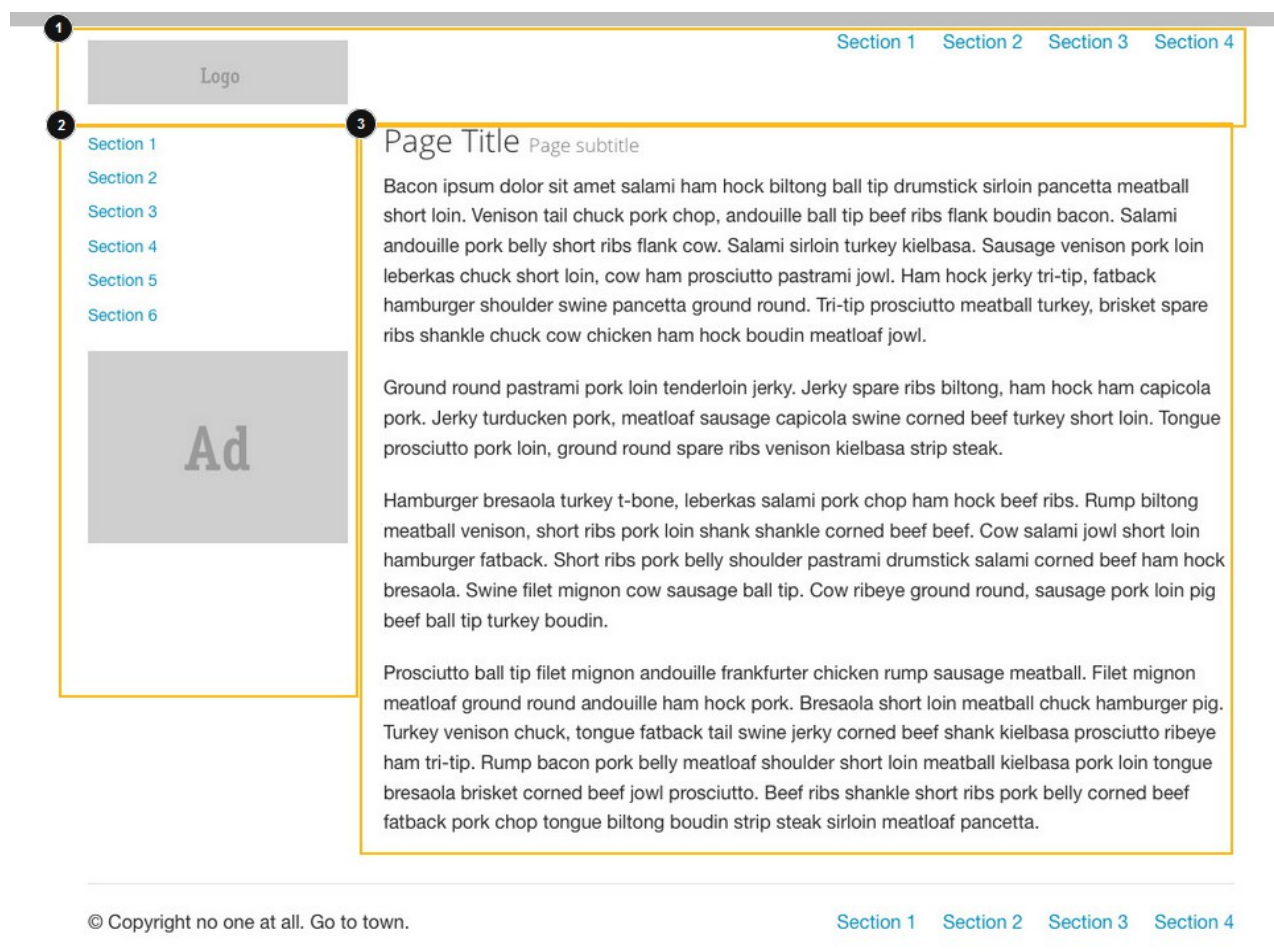 1
Logo
Section 1 Section 2 Section 3 Section 4
2
Section 1
Section 2
Section 3
Section 4
Section 5
Section 6
Ad
3
Page Title Page subtitle
Bacon ipsum dolor sit amet salami ham hock biltong ball tip drumstick sirloin pancetta meatball
short loin. Venison tail chuck pork chop, andouille ball tip beef ribs flank boudin bacon. Salami
andouille pork belly short ribs flank cow. Salami sirloin turkey kielbasa. Sausage venison pork loin
leberkas chuck short loin, cow ham prosciutto pastrami jowl. Ham hock jerky tri-tip, fatback
hamburger shoulder swine pancetta ground round. Tri-tip prosciutto meatball turkey, brisket spare
ribs shankle chuck cow chicken ham hock boudin meatloaf jowl.
Ground round pastrami pork loin tenderloin jerky. Jerky spare ribs biltong, ham hock ham capicola
pork. Jerky turducken pork, meatloaf sausage capicola swine corned beef turkey short loin. Tongue
prosciutto pork loin, ground round spare ribs venison kielbasa strip steak.
Hamburger bresaola turkey t-bone, leberkas salami pork chop ham hock beef ribs. Rump biltong
meatball venison, short ribs pork loin shank shankle corned beef beef. Cow salami jowl short loin
hamburger fatback. Short ribs pork belly shoulder pastrami drumstick salami corned beef ham hock
bresaola. Swine filet mignon cow sausage ball tip. Cow ribeye ground round, sausage pork loin pig
beef ball tip turkey boudin.
Prosciutto ball tip filet mignon andouille frankfurter chicken rump sausage meatball. Filet mignon
meatloaf ground round andouille ham hock pork. Bresaola short loin meatball chuck hamburger pig.
Turkey venison chuck, tongue fatback tail swine jerky corned beef shank kielbasa prosciutto ribeye
ham tri-tip. Rump bacon pork belly meatloaf shoulder short loin meatball kielbasa pork loin tongue
bresaola brisket corned beef jowl prosciutto. Beef ribs shankle short ribs pork belly corned beef
fatback pork chop tongue biltong boudin strip steak sirloin meatloaf pancetta.
© Copyright no one at all. Go to town.
Section 1 Section 2 Section 3 Section 4